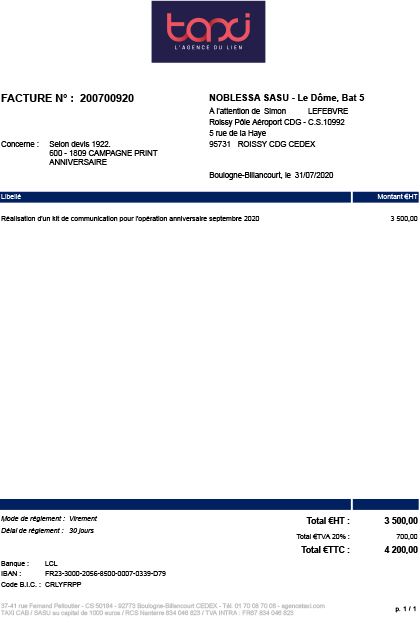 taxi
L'AGENCE DU LIEN
FACTURE N° : 200700920
NOBLESSA SASU - Le Dôme, Bat 5
À l'attention de Simon LEFEBVRE
Roissy Pôle Aéroport CDG - C.S.10992
5 rue de la Haye
95731 ROISSY CDG CEDEX
Concerne : Selon devis 1922.
600 - 1809 CAMPAGNE PRINT
ANNIVERSAIRE
Boulogne-Billancourt, le 31/07/2020
Libellé Montant €HT
Réalisation d'un kit de communication pour l'opération anniversaire septembre 2020 3 500,00
Mode de règlement : Virement
Délai de règlement : 30 jours
Total €HT : 3 500,00
Total €TVA 20% : 700,00
Total €TTC : 4 200,00
Banque : LCL
IBAN : FR23-3000-2056-8500-0007-0339-D79
Code B.I.C. : CRLYFRPP
37-41 rue Fernand Pelloutier - CS 50184 - 92773 Boulogne-Billancourt CEDEX - Tél. 01 70 08 70 06 - agencetaxi.com
TAXI CAB / SASU au capital de 1000 euros / RCS Nanterre 834 046 823 / TVA INTRA : FR67 834 046 823
p. 1 / 1